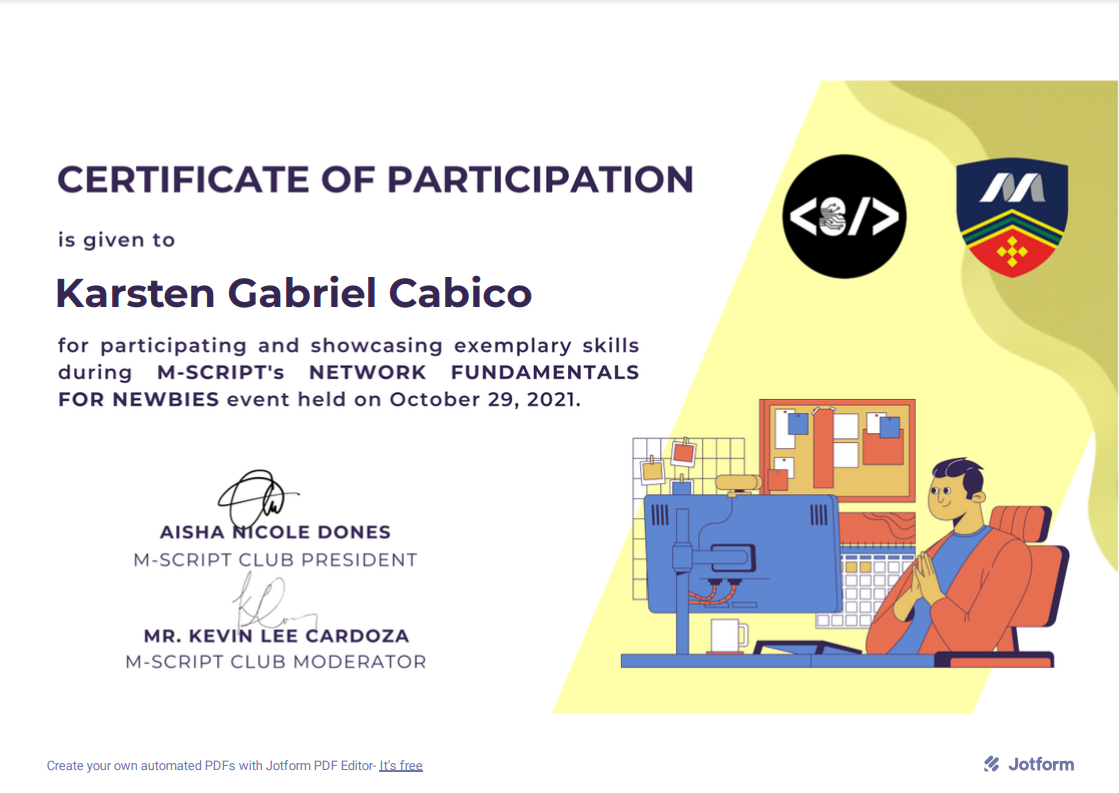 CERTIFICATE OF PARTICIPATION
is given to
Karsten Gabriel Cabico
for participating and showcasing exemplary skills
during M-SCRIPT's NETWORK FUNDAMENTALS
FOR NEWBIES event held on October 29, 2021.
AISHA NICOLE DONES
M-SCRIPT CLUB PRESIDENT
MR. KEVIN LEE CARDOZA
M-SCRIPT CLUB MODERATOR
Create your own automated PDFs with Jotform PDF Editor- It's free
Jotform